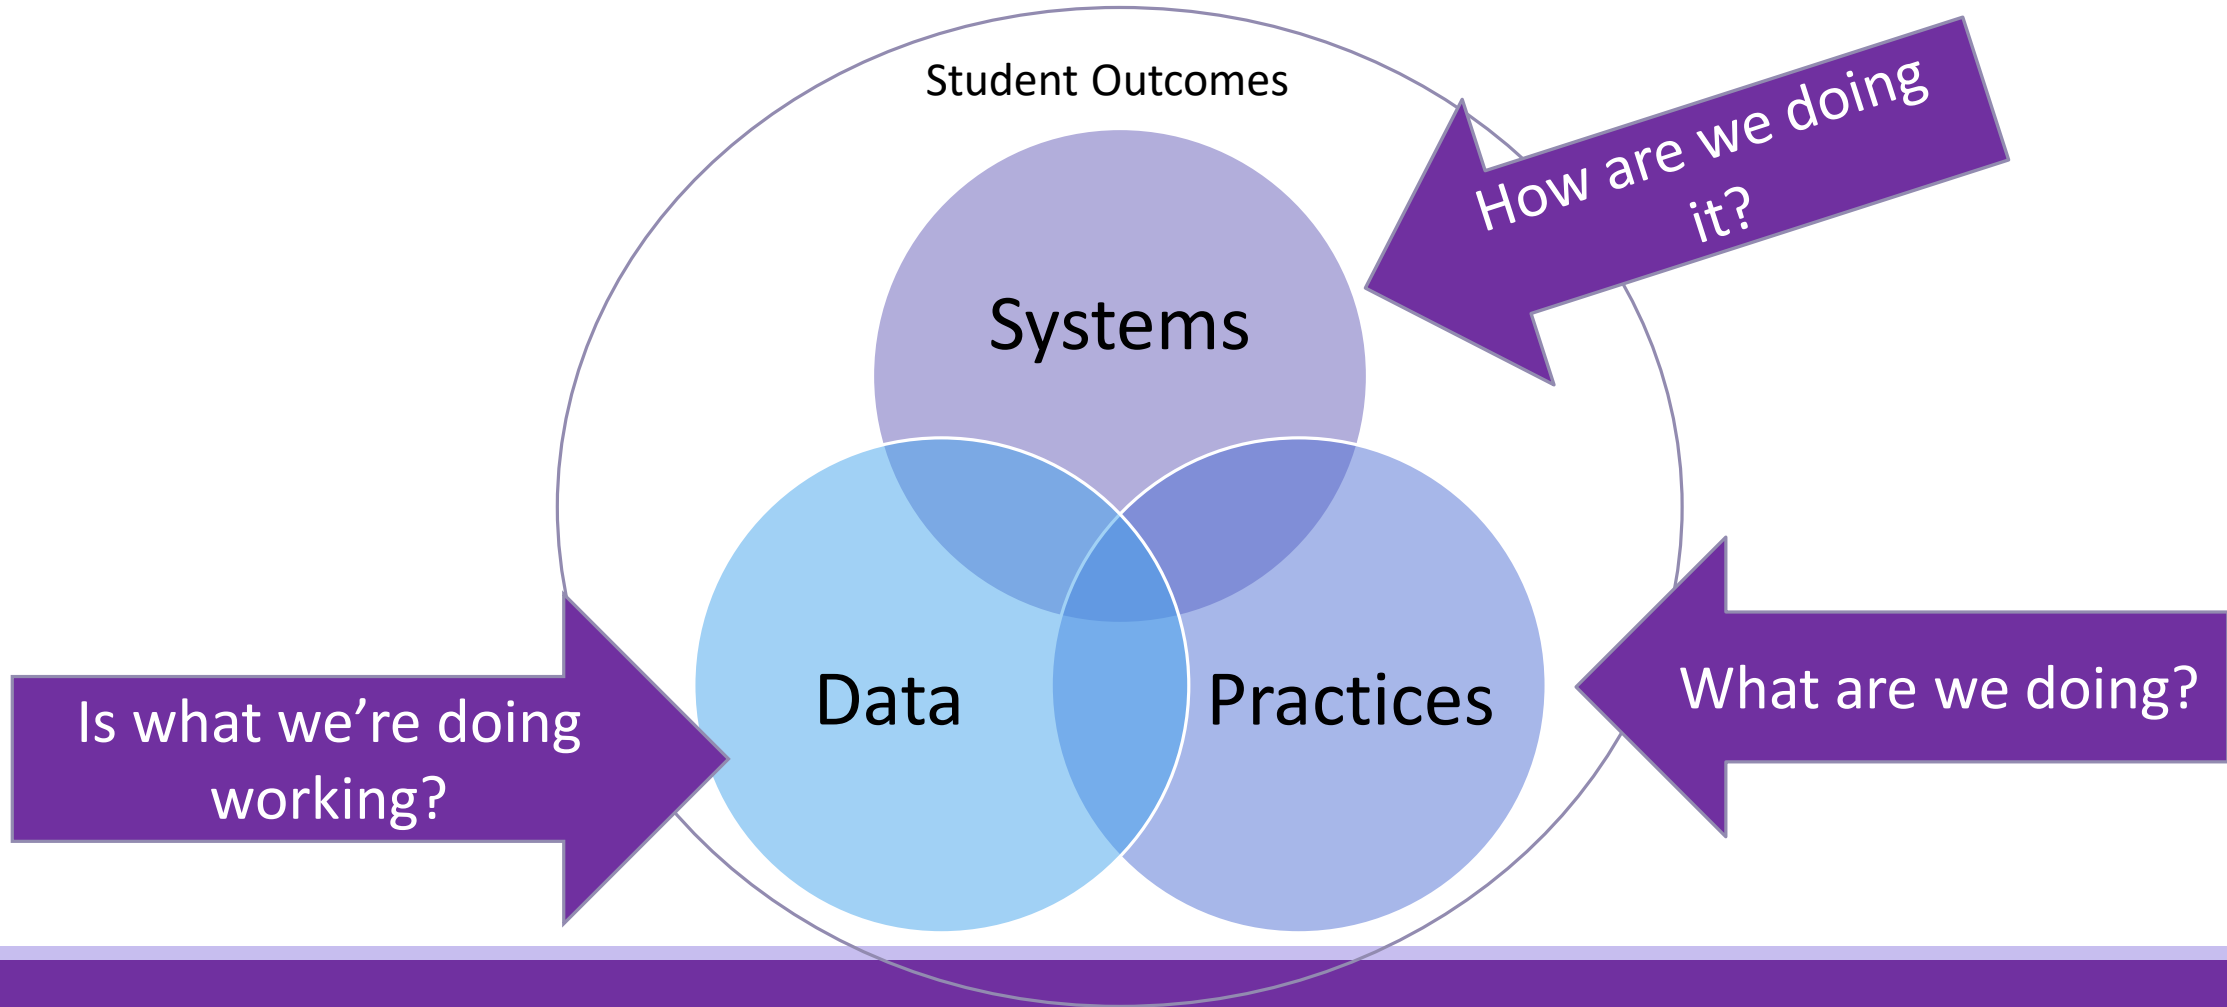 Student Outcomes
How are we doing
it?
Systems
Data
Practices
What are we doing?
Is what we’re doing
working?